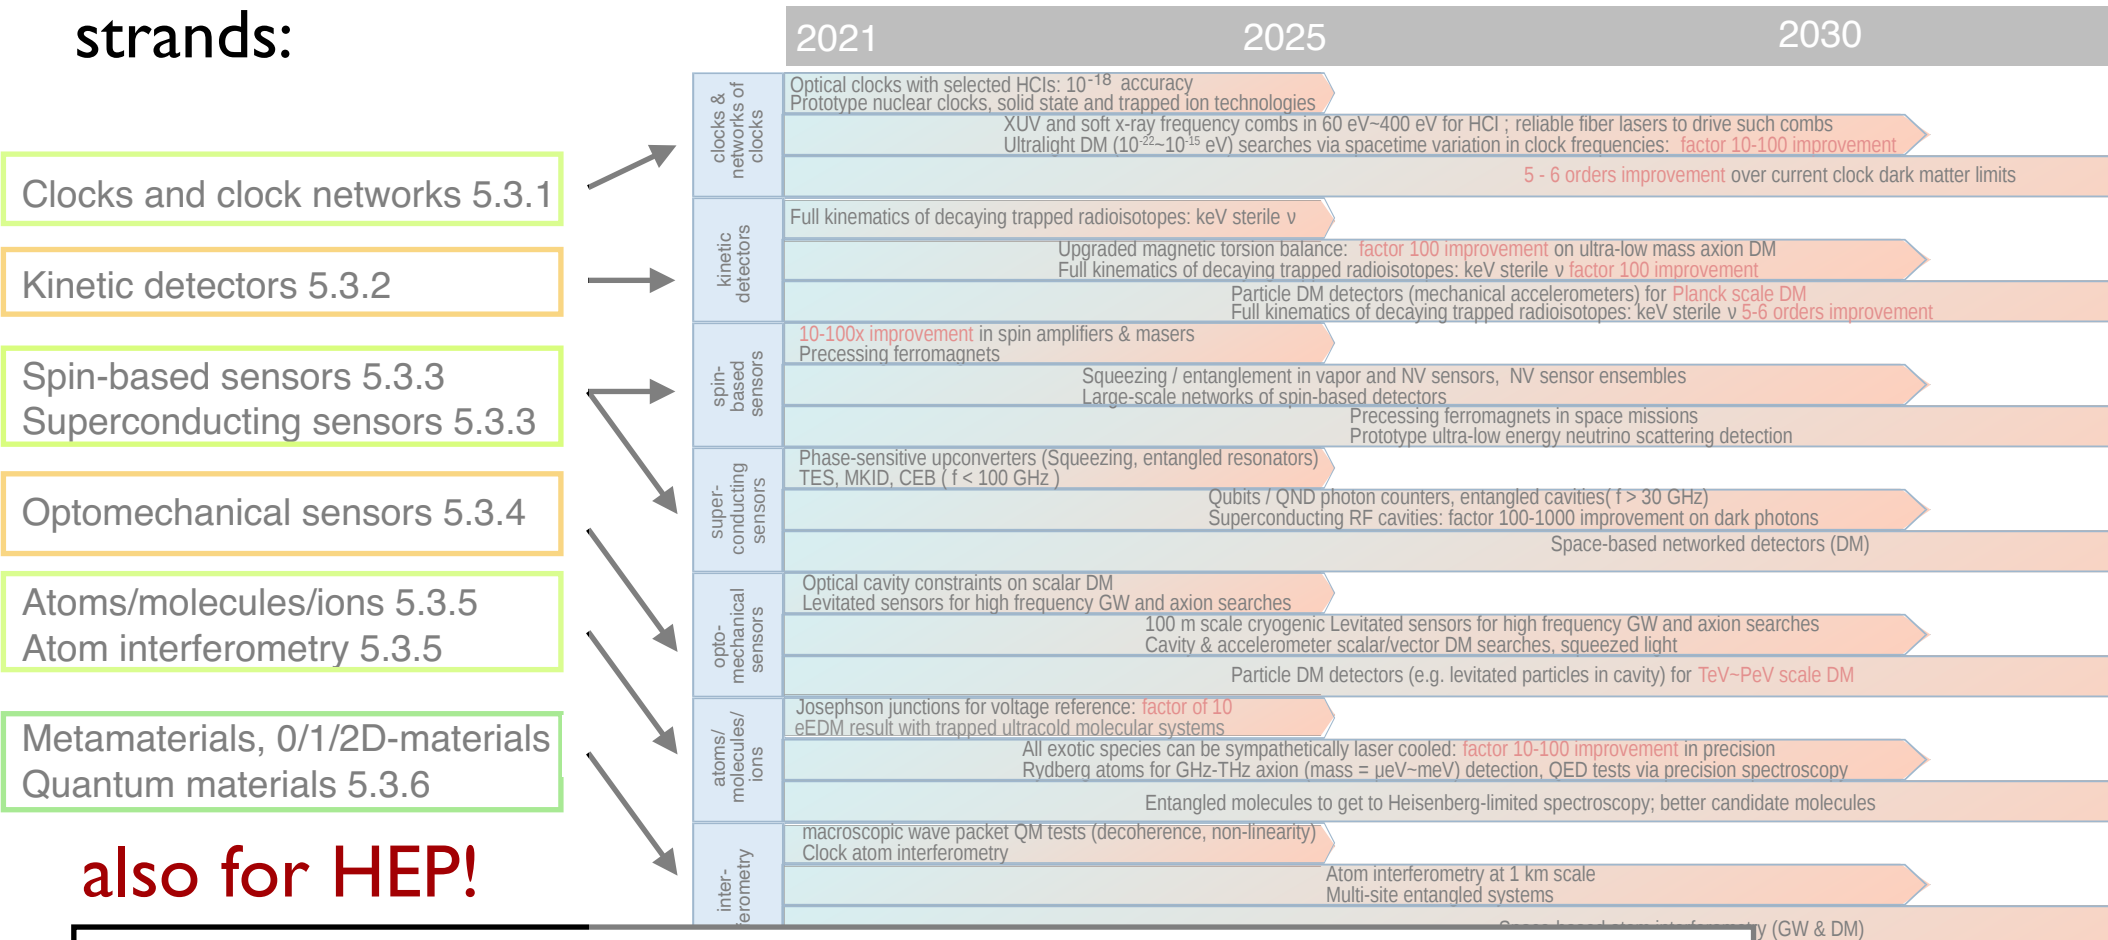 strands:
Clocks and clock networks 5.3.1
Kinetic detectors 5.3.2
Spin-based sensors 5.3.3
Superconducting sensors 5.3.3
Optomechanical sensors 5.3.4
Atoms/molecules/ions 5.3.5
Atom interferometry 5.3.5
Metamaterials, 0/1/2D-materials
Quantum materials 5.3.6
also for HEP!
2021 2025 2030
clocks &
networks of
clocks
Optical clocks with selected HCIs: 10⁻¹⁸ accuracy
Prototype nuclear clocks, solid state and trapped ion technologies
XUV and soft x-ray frequency combs in 60 eV~400 eV for HCI ; reliable fiber lasers to drive such combs
Ultralight DM (10⁻²²~10⁻¹⁵ eV) searches via spacetime variation in clock frequencies: factor 10-100 improvement
5 - 6 orders improvement over current clock dark matter limits
kinetic
detectors
Full kinematics of decaying trapped radioisotopes: keV sterile ν
Upgraded magnetic torsion balance: factor 100 improvement on ultra-low mass axion DM
Full kinematics of decaying trapped radioisotopes: keV sterile ν factor 100 improvement
Particle DM detectors (mechanical accelerometers) for Planck scale DM
Full kinematics of decaying trapped radioisotopes: keV sterile ν 5-6 orders improvement
spin-
based
sensors
10-100x improvement in spin amplifiers & masers
Precessing ferromagnets
Squeezing / entanglement in vapor and NV sensors, NV sensor ensembles
Large-scale networks of spin-based detectors
Precessing ferromagnets in space missions
Prototype ultra-low energy neutrino scattering detection
super-
conducting
sensors
Phase-sensitive upconverters (Squeezing, entangled resonators)
TES, MKID, CEB ( f < 100 GHz )
Qubits / QND photon counters, entangled cavities( f > 30 GHz)
Superconducting RF cavities: factor 100-1000 improvement on dark photons
Space-based networked detectors (DM)
opto-
mechanical
sensors
Optical cavity constraints on scalar DM
Levitated sensors for high frequency GW and axion searches
100 m scale cryogenic Levitated sensors for high frequency GW and axion searches
Cavity & accelerometer scalar/vector DM searches, squeezed light
Particle DM detectors (e.g. levitated particles in cavity) for TeV~PeV scale DM
atoms/
molecules/
ions
Josephson junctions for voltage reference: factor of 10
eEDM result with trapped ultracold molecular systems
All exotic species can be sympathetically laser cooled: factor 10-100 improvement in precision
Rydberg atoms for GHz-THz axion (mass = μeV~meV) detection, QED tests via precision spectroscopy
Entangled molecules to get to Heisenberg-limited spectroscopy; better candidate molecules
inter-
ferometry
macroscopic wave packet QM tests (decoherence, non-linearity)
Clock atom interferometry
Atom interferometry at 1 km scale
Multi-site entangled systems
Space-based atom interferometry (GW & DM)